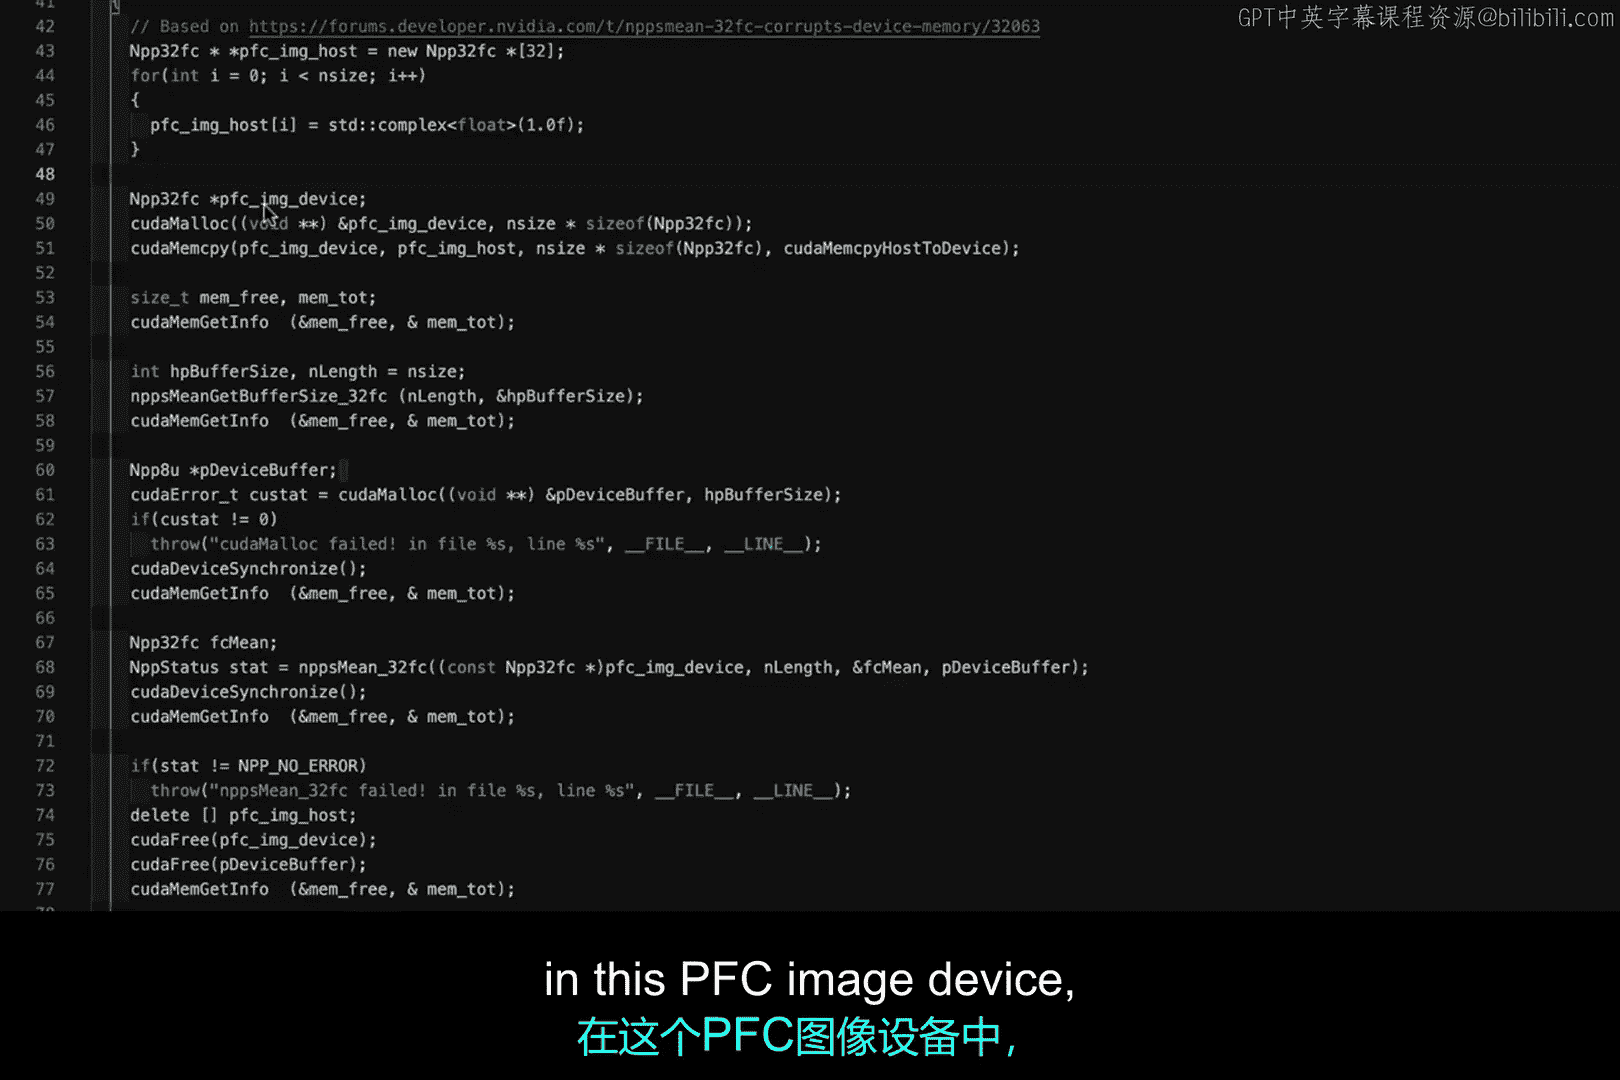 GPT中英字幕课程资源@bilibili.com
41 {
42 // Based on https://forums.developer.nvidia.com/t/nppsmean-32fc-corrupts-device-memory/32063
43 Npp32fc * *pfc_img_host = new Npp32fc *[32];
44 for(int i = 0; i < nsize; i++)
45 {
46 pfc_img_host[i] = std::complex<float>(1.0f);
47 }
48
49 Npp32fc *pfc_img_device;
50 cudaMalloc((void **) &pfc_img_device, nsize * sizeof(Npp32fc));
51 cudaMemcpy(pfc_img_device, pfc_img_host, nsize * sizeof(Npp32fc), cudaMemcpyHostToDevice);
52
53 size_t mem_free, mem_tot;
54 cudaMemGetInfo  (&mem_free, & mem_tot);
55
56 int hpBufferSize, nLength = nsize;
57 nppsMeanGetBufferSize_32fc (nLength, &hpBufferSize);
58 cudaMemGetInfo  (&mem_free, & mem_tot);
59
60 Npp8u *pDeviceBuffer;
61 cudaError_t custat = cudaMalloc((void **) &pDeviceBuffer, hpBufferSize);
62 if(custat != 0)
63 throw("cudaMalloc failed! in file %s, line %s", __FILE__, __LINE__);
64 cudaDeviceSynchronize();
65 cudaMemGetInfo  (&mem_free, & mem_tot);
66
67 Npp32fc fcMean;
68 NppStatus stat = nppsMean_32fc((const Npp32fc *)pfc_img_device, nLength, &fcMean, pDeviceBuffer);
69 cudaDeviceSynchronize();
70 cudaMemGetInfo  (&mem_free, & mem_tot);
71
72 if(stat != NPP_NO_ERROR)
73 throw("nppsMean_32fc failed! in file %s, line %s", __FILE__, __LINE__);
74 delete [] pfc_img_host;
75 cudaFree(pfc_img_device);
76 cudaFree(pDeviceBuffer);
77 cudaMemGetInfo  (&mem_free, & mem_tot);
in this PFC image device,
在这个PFC图像设备中，